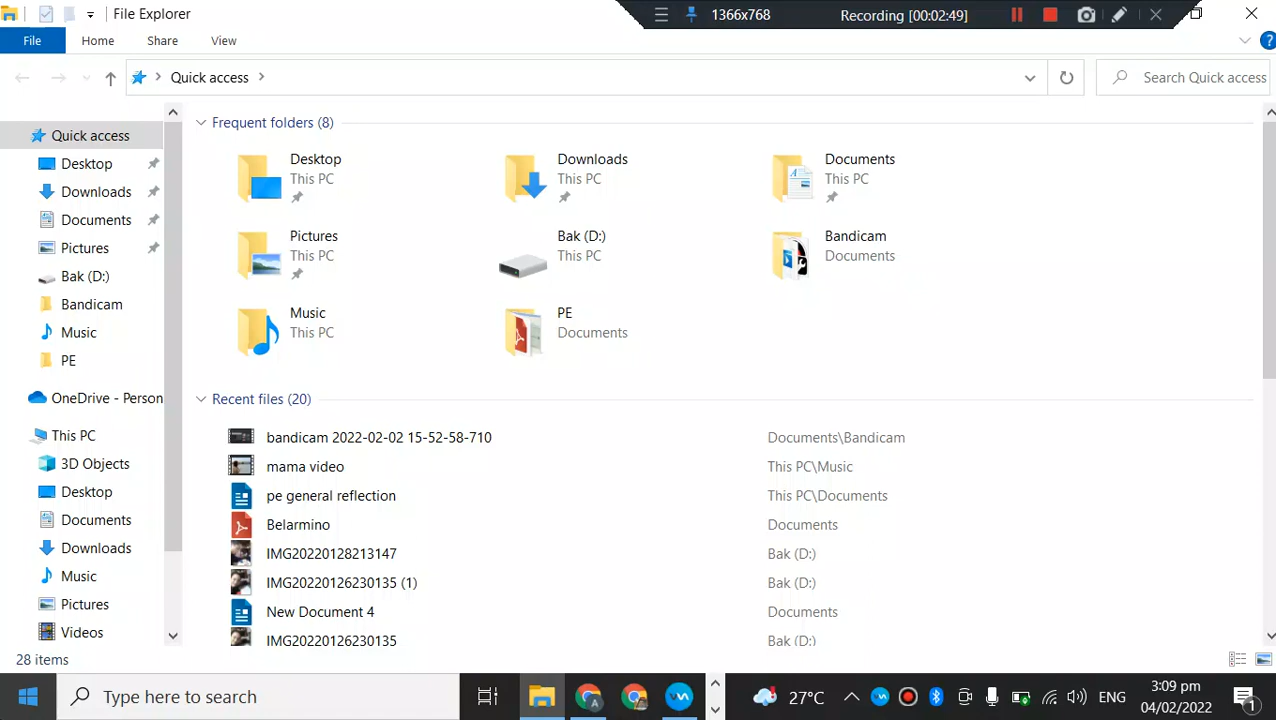 File Explorer
1366x768
Recording [00:02:49]
File
Home
Share
View
?
Quick access
Search Quick access
Quick access
Desktop
Downloads
Documents
Pictures
Bak (D:)
Bandicam
Music
PE
OneDrive - Person
This PC
3D Objects
Desktop
Documents
Downloads
Music
Pictures
Videos
Frequent folders (8)
Desktop
This PC
Downloads
This PC
Documents
This PC
Pictures
This PC
Bak (D:)
This PC
Bandicam
Documents
Music
This PC
PE
Documents
Recent files (20)
bandicam 2022-02-02 15-52-58-710 Documents\Bandicam
mama video This PC\Music
pe general reflection This PC\Documents
Belarmino Documents
IMG20220128213147 Bak (D:)
IMG20220126230135 (1) Bak (D:)
New Document 4 Documents
IMG20220126230135 Bak (D:)
28 items
Type here to search
27°C
ENG
3:09 pm
04/02/2022
1